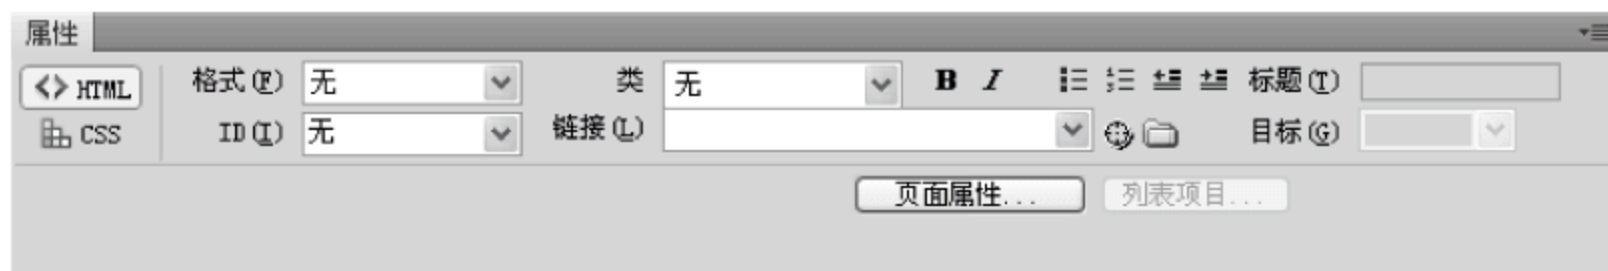 属性
HTML 格式(F) 无 类 无 B I 标题(T)
CSS ID(I) 无 链接(L) 目标(G)
页面属性... 列表项目...